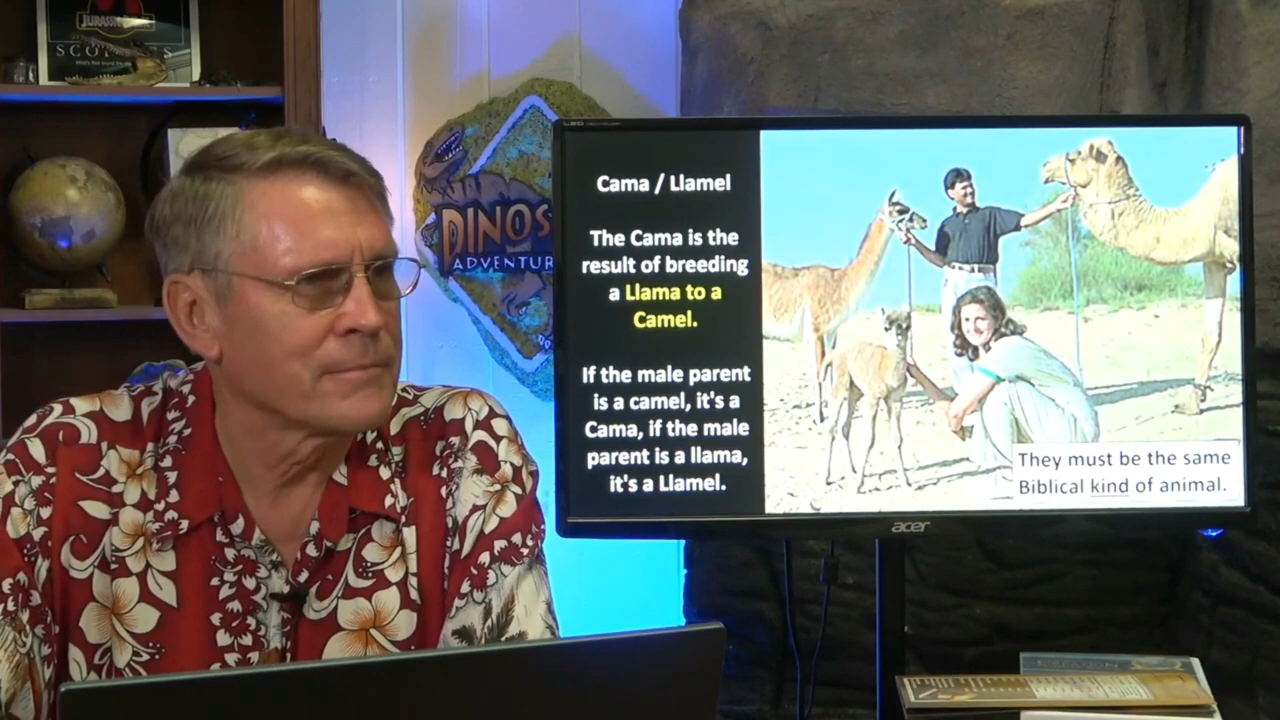 JURASSIC
Cama / Llamel
The Cama is the
result of breeding
a Llama to a
Camel.
If the male parent
is a camel, it's a
Cama, if the male
parent is a llama,
it's a Llamel.
They must be the same
Biblical kind of animal.
DINOS
ADVENTUR
acer